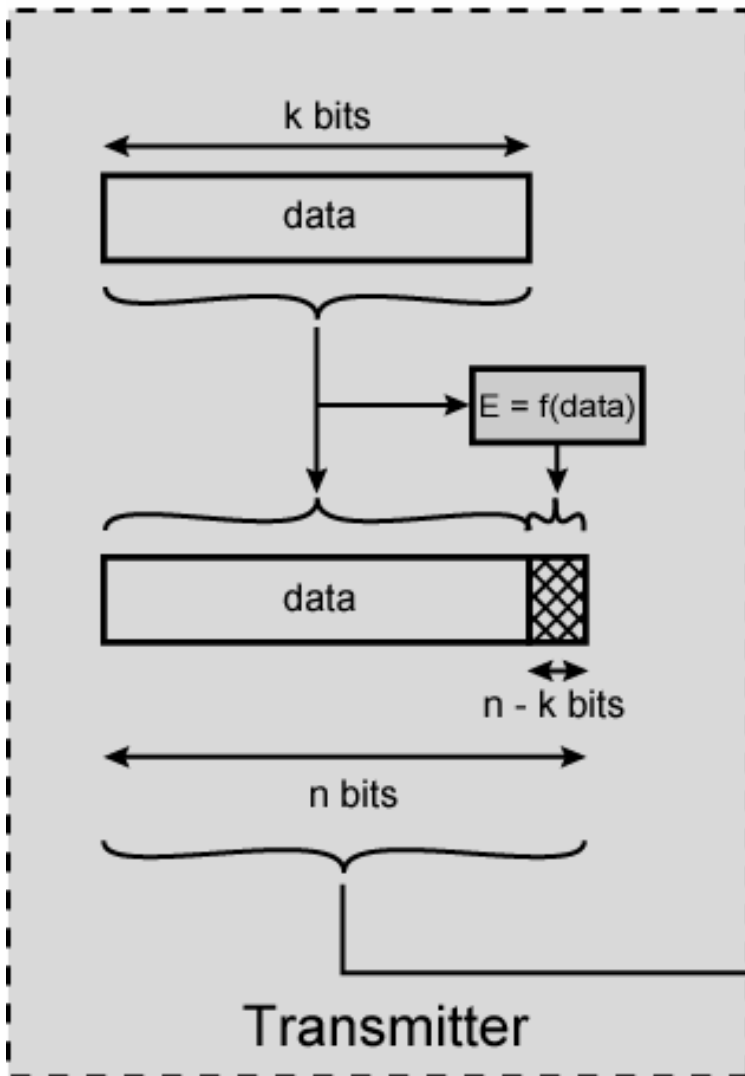 k bits
data
E = f(data)
data
n - k bits
n bits
Transmitter